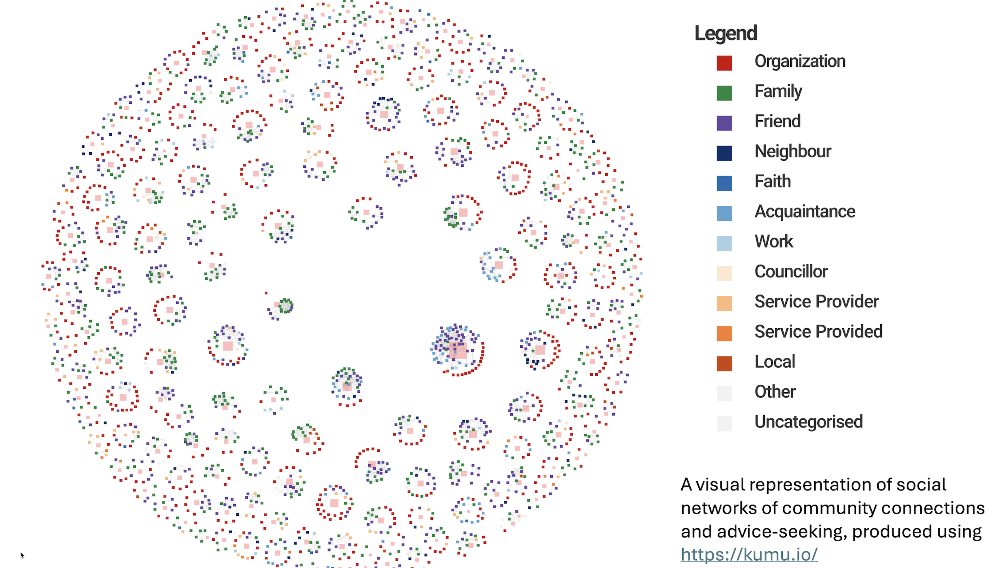 Legend
Organization
Family
Friend
Neighbour
Faith
Acquaintance
Work
Councillor
Service Provider
Service Provided
Local
Other
Uncategorised
A visual representation of social
networks of community connections
and advice-seeking, produced using
https://kumu.io/